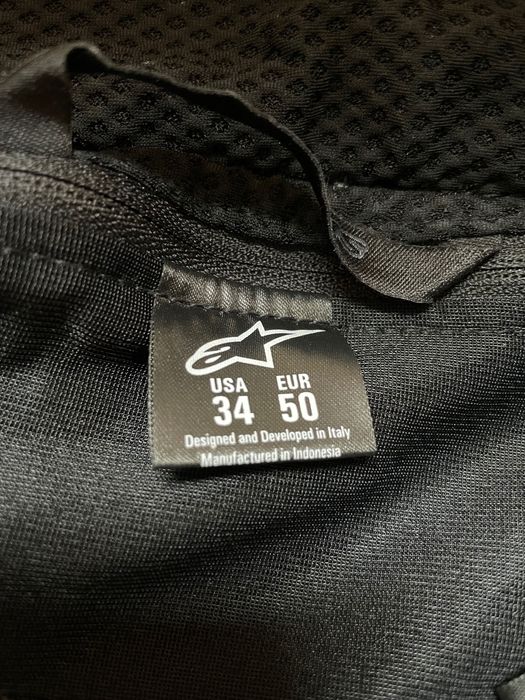 USA EUR
34 50
Designed and Developed in Italy
Manufactured in Indonesia